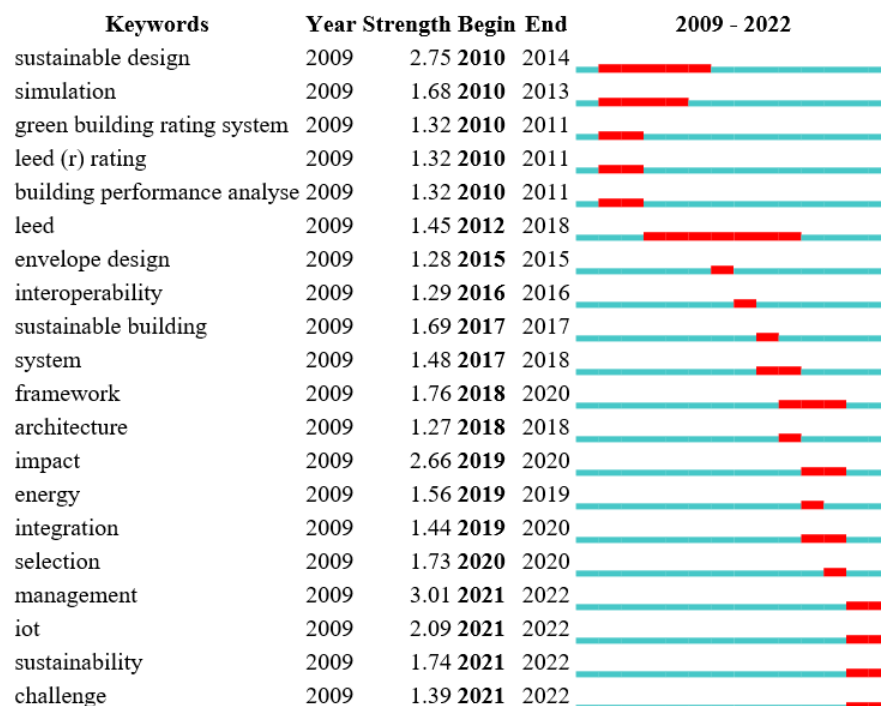 Keywords Year Strength Begin End 2009 - 2022
sustainable design 2009 2.75 2010 2014
simulation 2009 1.68 2010 2013
green building rating system 2009 1.32 2010 2011
leed (r) rating 2009 1.32 2010 2011
building performance analyse 2009 1.32 2010 2011
leed 2009 1.45 2012 2018
envelope design 2009 1.28 2015 2015
interoperability 2009 1.29 2016 2016
sustainable building 2009 1.69 2017 2017
system 2009 1.48 2017 2018
framework 2009 1.76 2018 2020
architecture 2009 1.27 2018 2018
impact 2009 2.66 2019 2020
energy 2009 1.56 2019 2019
integration 2009 1.44 2019 2020
selection 2009 1.73 2020 2020
management 2009 3.01 2021 2022
iot 2009 2.09 2021 2022
sustainability 2009 1.74 2021 2022
challenge 2009 1.39 2021 2022